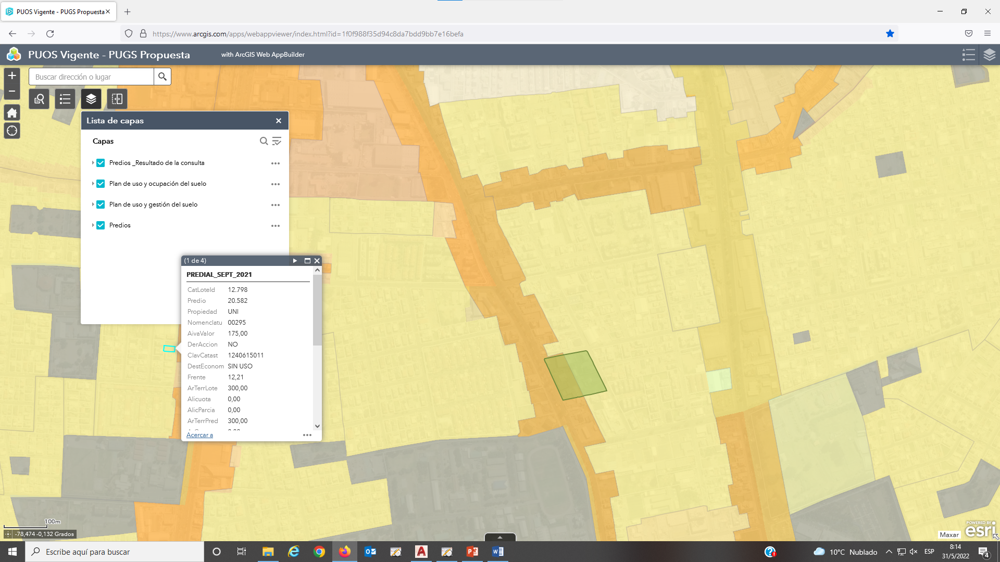 PUOS Vigente - PUGS Propuesta
https://www.arcgis.com/apps/webappviewer/index.html?id=1f0f988f35d94c8da7bdd9bb7e16befa
PUOS Vigente - PUGS Propuesta
with ArcGIS Web AppBuilder
Buscar dirección o lugar
Lista de capas
Capas
Predios _Resultado de la consulta
Plan de uso y ocupación del suelo
Plan de uso y gestión del suelo
Predios
(1 de 4)
PREDIAL_SEPT_2021
CatLoteId 12.798
Predio 20.582
Propiedad UNI
Nomenclatu 00295
AivaValor 175,00
DerAccion NO
ClavCatast 1240615011
DestEconom SIN USO
Frente 12,21
ArTerrLote 300,00
Alicuota 0,00
AlicParcia 0,00
ArTerrPred 300,00
Acercar a
100m
-78,474 -0,132 Grados
Maxar
POWERED BY
esri
Escribe aquí para buscar
10°C Nublado
ESP
8:14
31/5/2022
4